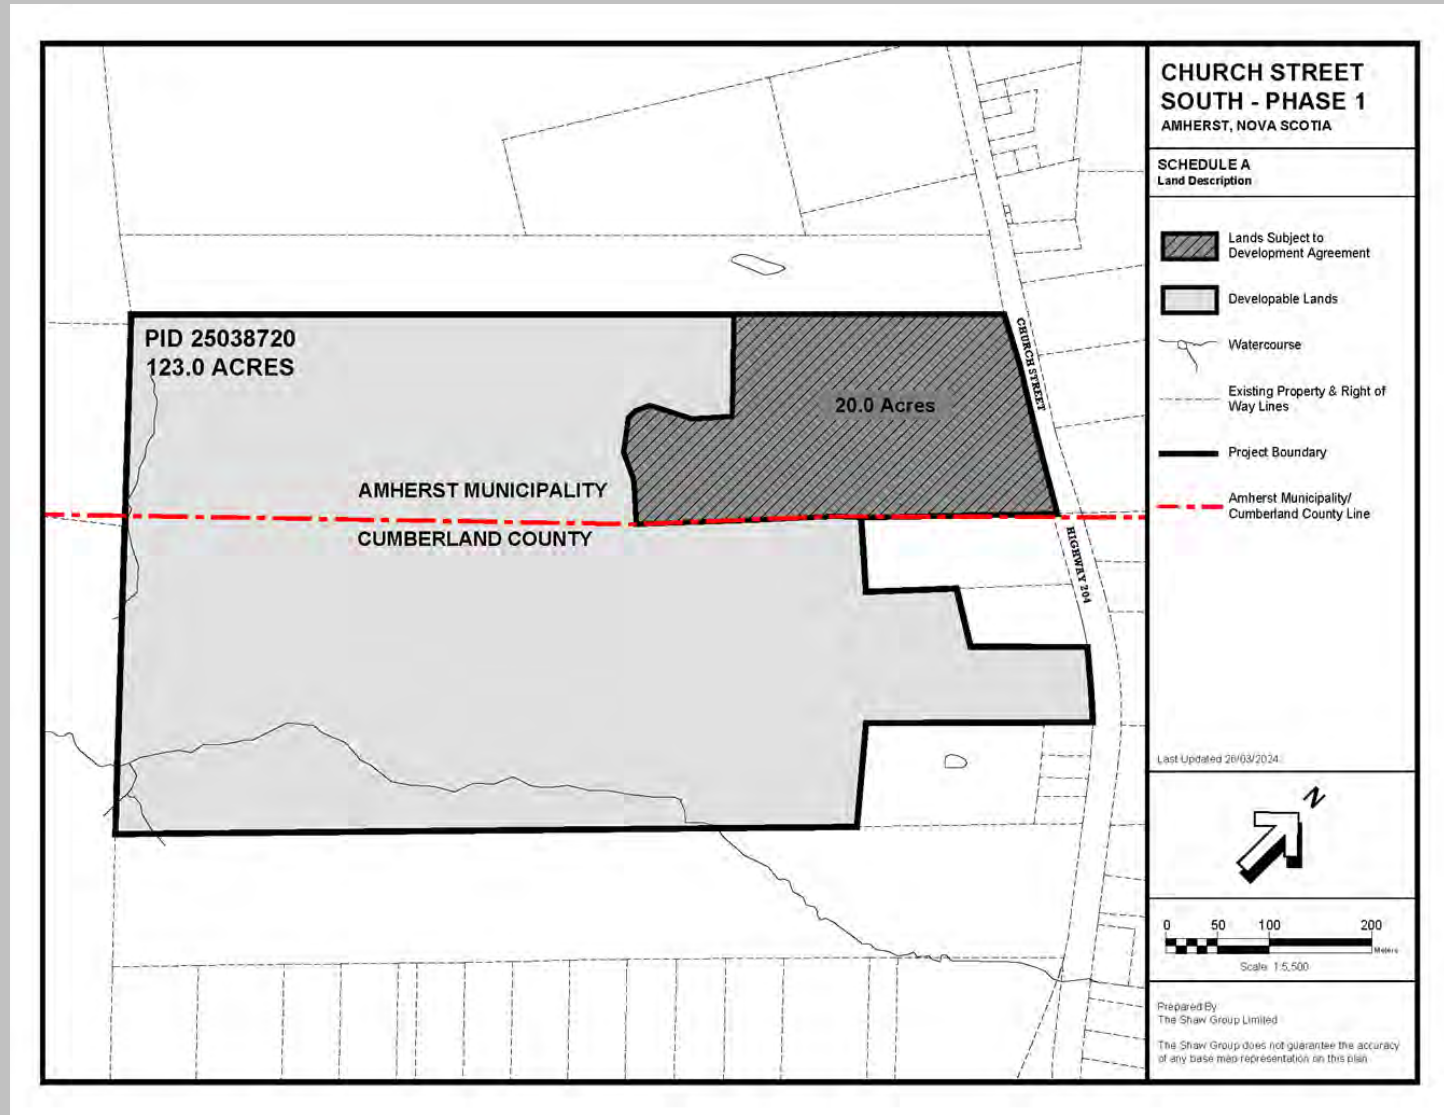 CHURCH STREET
SOUTH - PHASE 1
AMHERST, NOVA SCOTIA
SCHEDULE A
Land Description
Lands Subject to
Development Agreement
Developable Lands
Watercourse
Existing Property & Right of
Way Lines
Project Boundary
Amherst Municipality/
Cumberland County Line
PID 25038720
123.0 ACRES
20.0 Acres
CHURCH STREET
AMHERST MUNICIPALITY
CUMBERLAND COUNTY
HIGHWAY 204
Last Updated 26/03/2024
N
0 50 100 200
Meters
Scale 1:5,500
Prepared By
The Shaw Group Limited
The Shaw Group does not guarantee the accuracy
of any base map representation on this plan